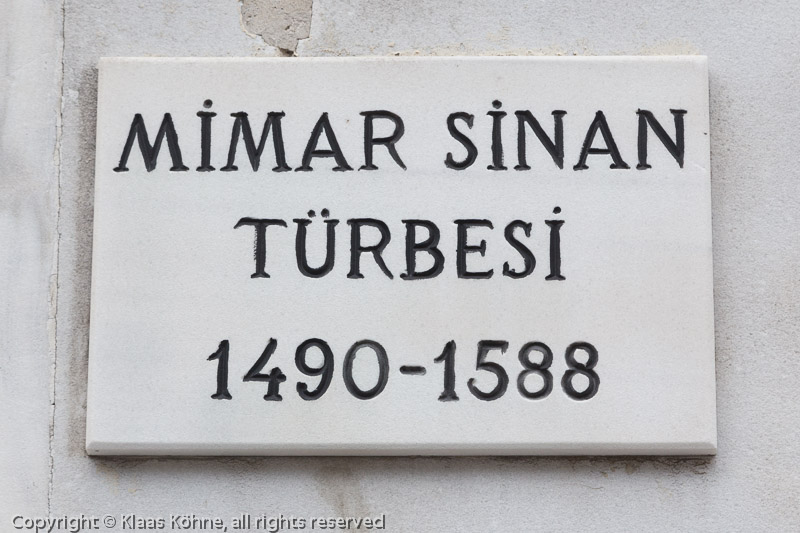 MİMAR SİNAN
TÜRBESİ
1490-1588
Copyright © Klaas Köhne, all rights reserved